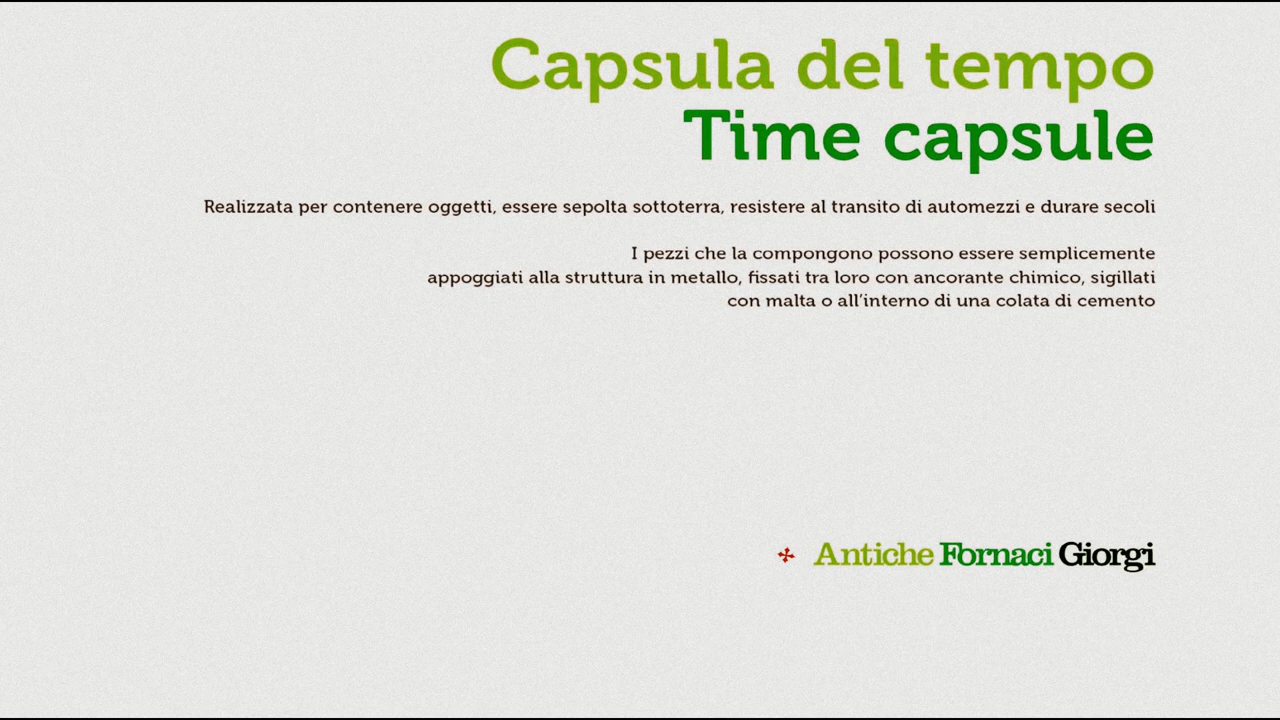 Capsula del tempo
Time capsule
Realizzata per contenere oggetti, essere sepolta sottoterra, resistere al transito di automezzi e durare secoli
I pezzi che la compongono possono essere semplicemente
appoggiati alla struttura in metallo, fissati tra loro con ancorante chimico, sigillati
con malta o all’interno di una colata di cemento
Antiche Fornaci Giorgi